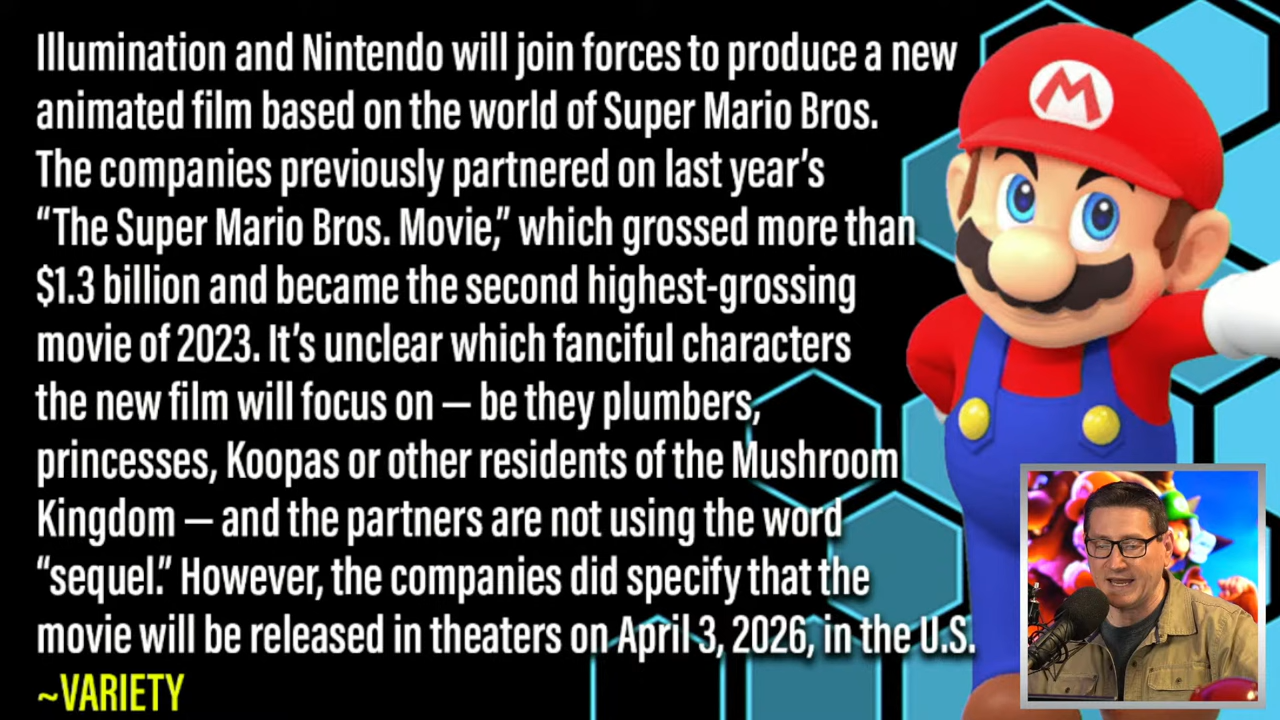 Illumination and Nintendo will join forces to produce a new
animated film based on the world of Super Mario Bros.
The companies previously partnered on last year's
“The Super Mario Bros. Movie,” which grossed more than
$1.3 billion and became the second highest-grossing
movie of 2023. It's unclear which fanciful characters
the new film will focus on — be they plumbers,
princesses, Koopas or other residents of the Mushroom
Kingdom — and the partners are not using the word
“sequel.” However, the companies did specify that the
movie will be released in theaters on April 3, 2026, in the U.S.
~VARIETY
M